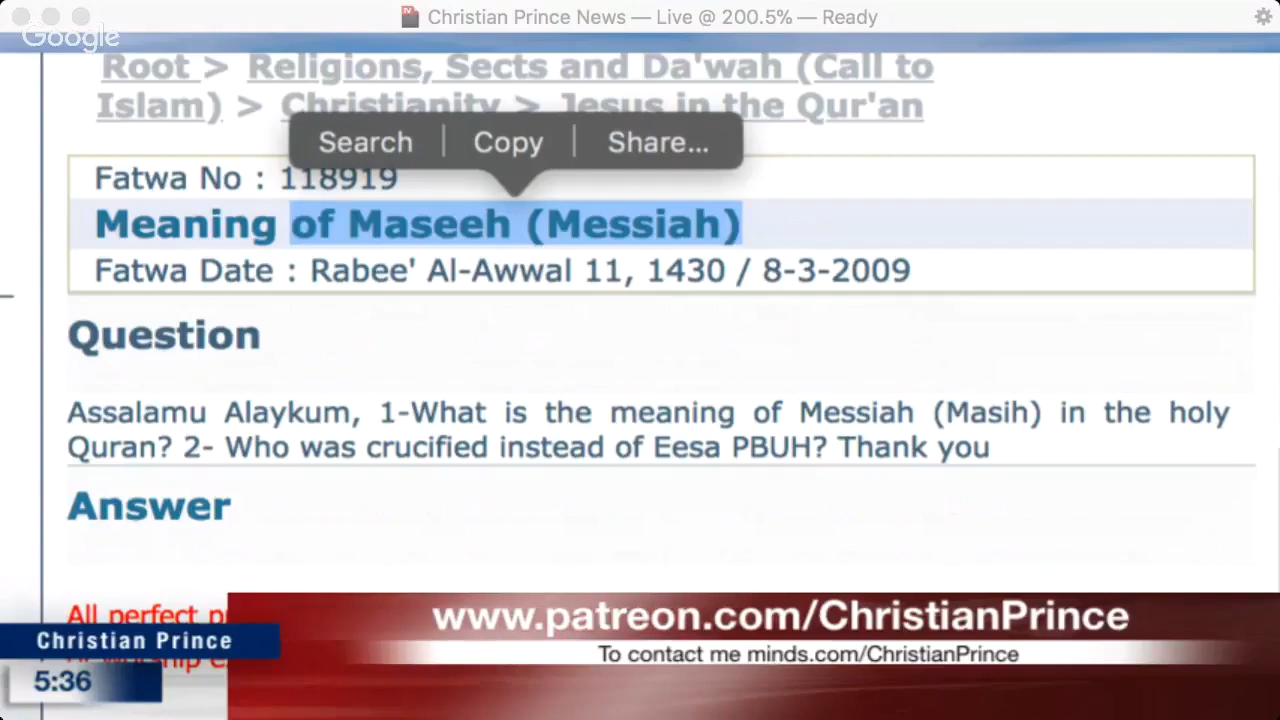 Christian Prince News — Live @ 200.5% — Ready
Google
Root > Religions, Sects and Da'wah (Call to
Islam) > Christianity > Jesus in the Qur'an
Search Copy Share...
Fatwa No : 118919
Meaning of Maseeh (Messiah)
Fatwa Date : Rabee' Al-Awwal 11, 1430 / 8-3-2009
Question
Assalamu Alaykum, 1-What is the meaning of Messiah (Masih) in the holy
Quran? 2- Who was crucified instead of Eesa PBUH? Thank you
Answer
All perfect
www.patreon.com/ChristianPrince
Christian Prince
To contact me minds.com/ChristianPrince
5:36